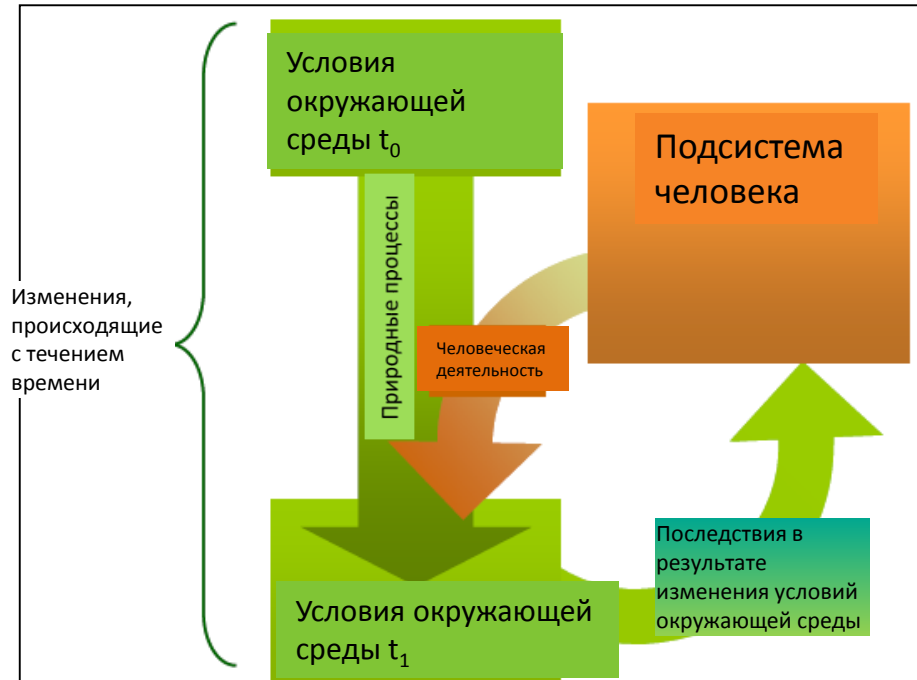 Условия
окружающей
среды t₀
Подсистема
человека
Природные процессы
Изменения,
происходящие
с течением
времени
Человеческая
деятельность
Последствия в
результате
изменения условий
окружающей среды
Условия окружающей
среды t₁